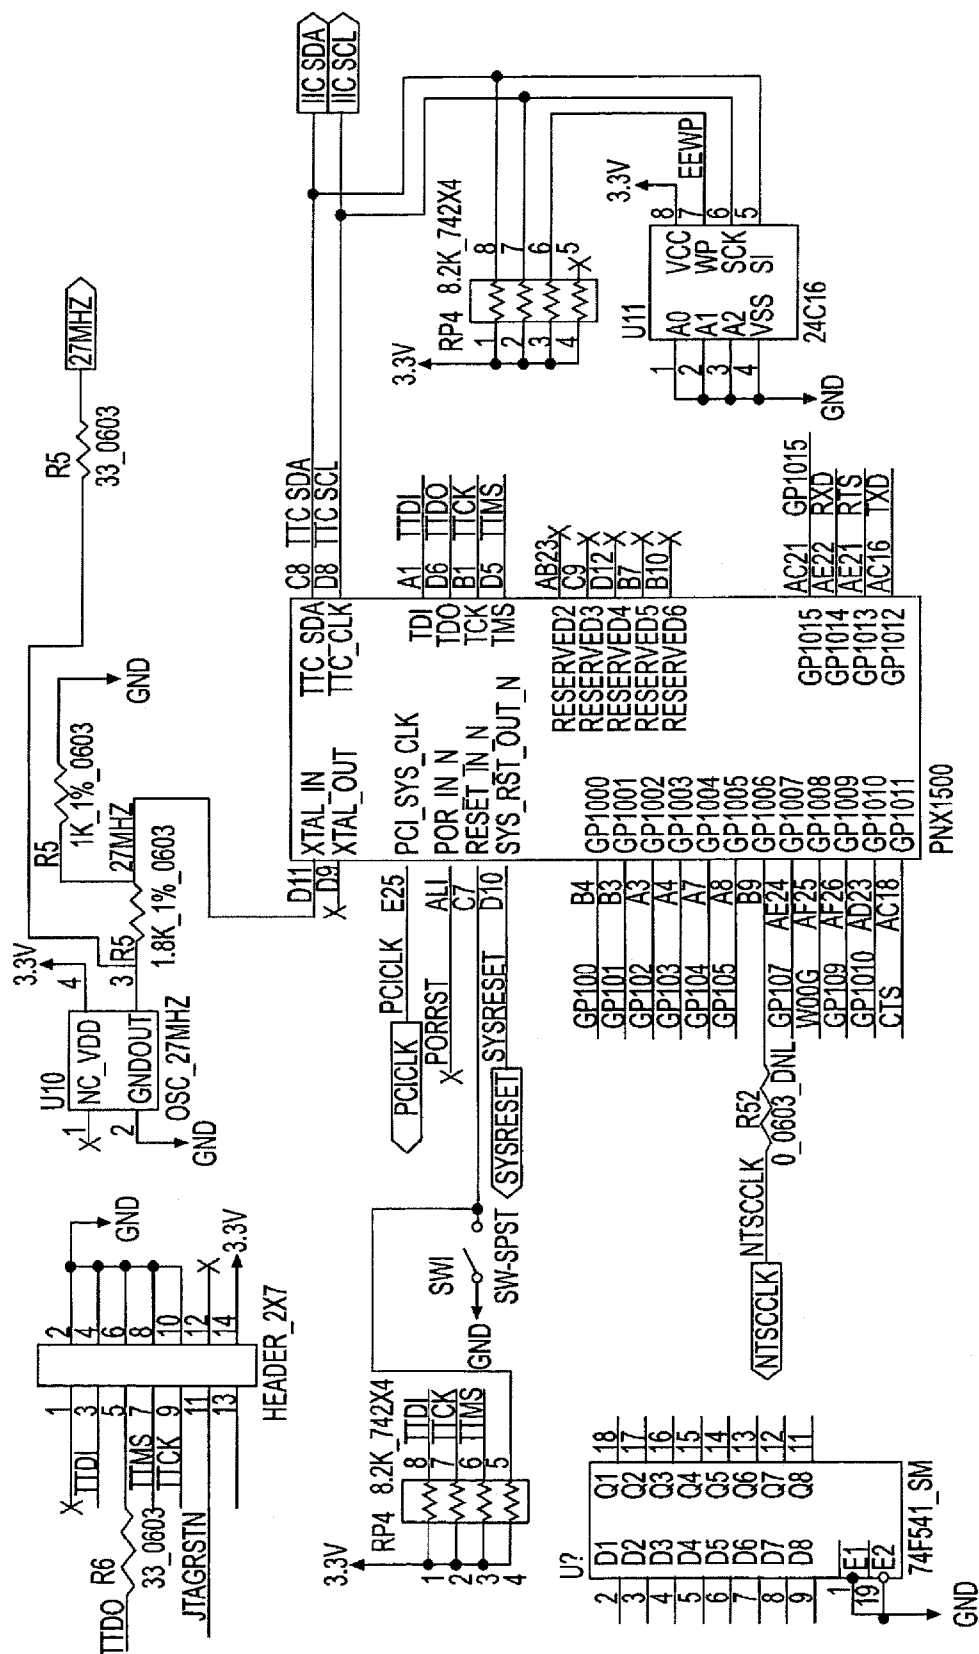 IIC SDA
IIC SCL
27MHZ
R5
33_0603
GND
R5
1K_1%_0603
27MHZ
3.3V
R5
1.8K_1%_0603
U10
4
3
NC_VDD
GNDOUT
OSC_27MHZ
1
2
GND
GND
2
4
6
8
10
12
14
3.3V
HEADER_2X7
1
3
5
7
9
11
13
TTDI
TTMS
TTCK
TTDO
R6
33_0603
JTAGRSTN
C8 TTC SDA
D8 TTC SCL
TTC_SDA
TTC_CLK
XTAL_IN
XTAL_OUT
D11
D9
A1 TTDI
D6 TTDO
B1 TTCK
D5 TTMS
TDI
TDO
TCK
TMS
PCI_SYS_CLK
POR IN N
RESET_IN_N
SYS_RST_OUT_N
PCICLK
PCICLK E25
PORRST ALI
C7
SYSRESET D10
SYSRESET
AB23
C9
D12
B7
B10
RESERVED2
RESERVED3
RESERVED4
RESERVED5
RESERVED6
GP1000
GP1001
GP1002
GP1003
GP1004
GP1005
GP1006
GP1007
GP1008
GP1009
GP1010
GP1011
PNX1500
GP1015
GP1014
GP1013
GP1012
AC21 GP1015
AE22 RXD
AE21 RTS
AC16 TXD
GP100 B4
GP101 B3
GP102 A3
GP103 A4
GP104 A7
GP105 A8
B9
GP107 AE24
W00G AF25
GP109 AF26
GP1010 AD23
CTS AC18
3.3V
RP4 8.2K_742X4
1
2
3
4
8
7
6
5
3.3V
EEWP
8
7
6
5
U11
A0 VCC
A1 WP
A2 SCK
VSS SI
24C16
1
2
3
4
GND
SWI
SW-SPST
GND
3.3V
RP4 8.2K_742X4
1
2
3
4
8 TTDI
7 TTCK
6 TTMS
5
NTSCCLK
NTSCCLK
R52
0_0603_DNL
U?
2 D1 Q1 18
3 D2 Q2 17
4 D3 Q3 16
5 D4 Q4 15
6 D5 Q5 14
7 D6 Q6 13
8 D7 Q7 12
9 D8 Q8 11
1 E1
19 E2
74F541_SM
GND